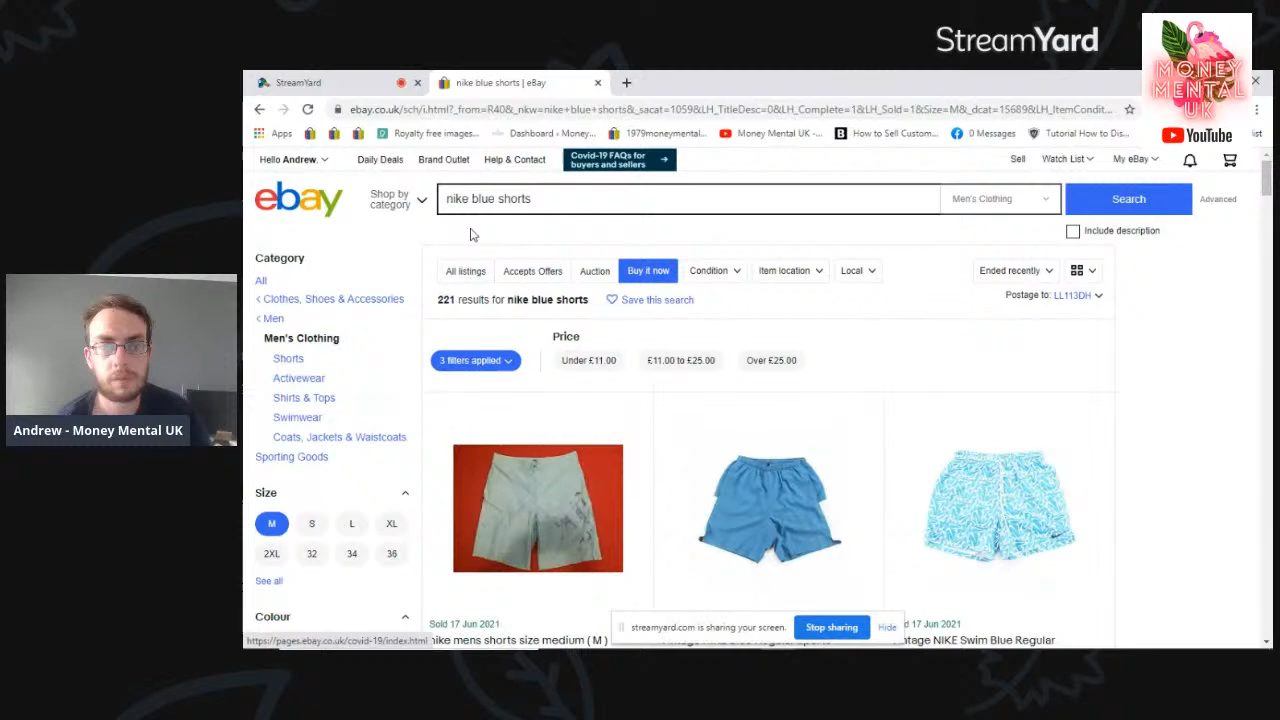 StreamYard
MONEY
MENTAL
UK
YouTube
StreamYard
nike blue shorts | eBay
ebay.co.uk/sch/i.html?_from=R40&_nkw=nike+blue+shorts&_sacat=1059&LH_TitleDesc=0&LH_Complete=1&LH_Sold=1&Size=M&_dcat=15689&LH_ItemCondit...
Apps
Royalty free images...
Dashboard ‹ Money...
1979moneymental...
Money Mental UK -...
How to Sell Custom...
0 Messages
Tutorial How to Dis...
Hello Andrew.
Daily Deals
Brand Outlet
Help & Contact
Covid-19 FAQs for
buyers and sellers
Sell
Watch List
My eBay
ebay
Shop by
category
nike blue shorts
Men's Clothing
Search
Advanced
Include description
Category
All
Clothes, Shoes & Accessories
Men
Men's Clothing
Shorts
Activewear
Shirts & Tops
Swimwear
Coats, Jackets & Waistcoats
Sporting Goods
Size
M
S
L
XL
2XL
32
34
36
See all
Colour
All listings
Accepts Offers
Auction
Buy it now
Condition
Item location
Local
Ended recently
221 results for nike blue shorts
Save this search
Postage to: LL113DH
3 filters applied
Price
Under £11.00
£11.00 to £25.00
Over £25.00
Sold 17 Jun 2021
nike mens shorts size medium ( M )
17 Jun 2021
NIKE Swim Blue Regular
streamyard.com is sharing your screen.
Stop sharing
Hide
https://pages.ebay.co.uk/covid-19/index.html
Andrew - Money Mental UK